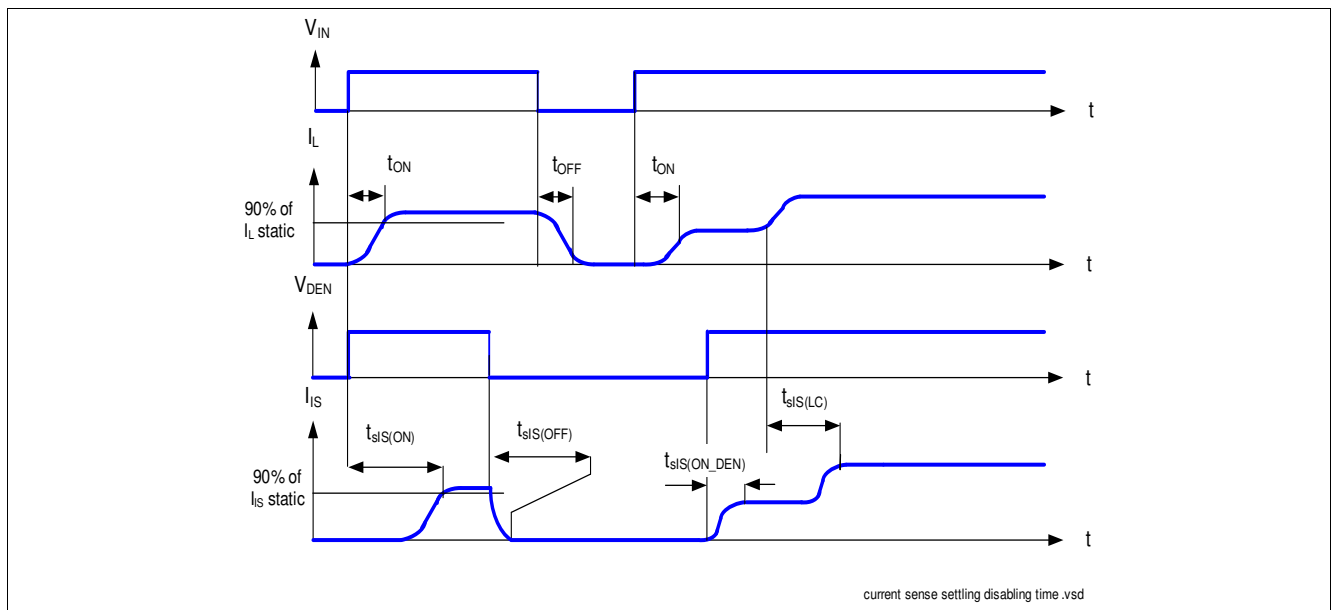 V_IN
t
I_L
t_ON
t_OFF
t_ON
90% of
I_L static
t
V_DEN
t
I_IS
t_sIS(ON)
t_sIS(OFF)
t_sIS(LC)
t_sIS(ON_DEN)
90% of
I_IS static
t
current sense settling disabling time .vsd